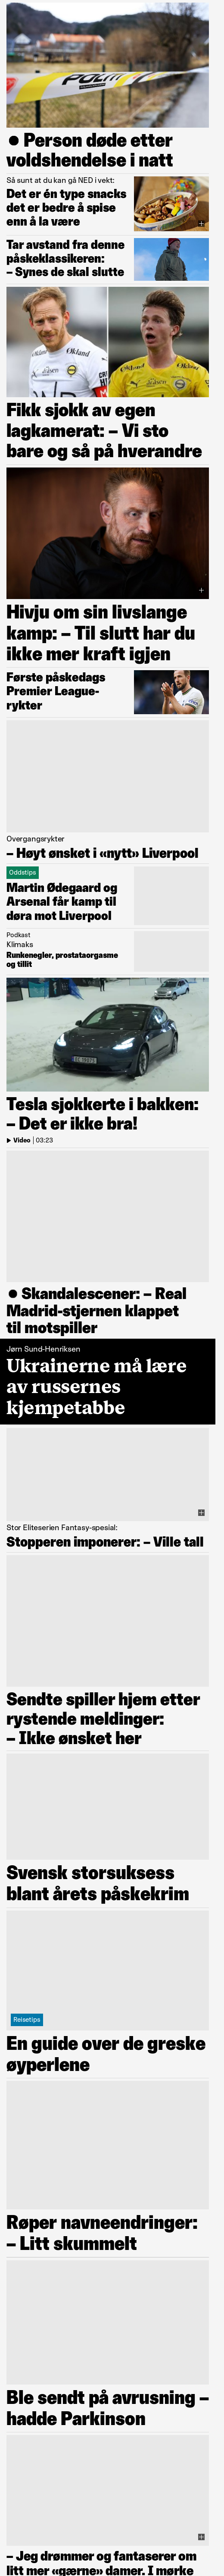 POLITI
● Person døde etter
voldshendelse i natt
Så sunt at du kan gå NED i vekt:
Det er én type snacks
det er bedre å spise
enn å la være
Tar avstand fra denne
påskeklassikeren:
– Synes de skal slutte
Fikk sjokk av egen
lagkamerat: – Vi sto
bare og så på hverandre
Hivju om sin livslange
kamp: – Til slutt har du
ikke mer kraft igjen
Første påskedags
Premier League-
rykter
Overgangsrykter
– Høyt ønsket i «nytt» Liverpool
Oddstips
Martin Ødegaard og
Arsenal får kamp til
døra mot Liverpool
Podkast
Klimaks
Runkenegler, prostataorgasme
og tillit
Tesla sjokkerte i bakken:
– Det er ikke bra!
Video | 03:23
● Skandalescener: – Real
Madrid-stjernen klappet
til motspiller
Jørn Sund-Henriksen
Ukrainerne må lære
av russernes
kjempetabbe
Stor Eliteserien Fantasy-spesial:
Stopperen imponerer: – Ville tall
Sendte spiller hjem etter
rystende meldinger:
– Ikke ønsket her
Svensk storsuksess
blant årets påskekrim
Reisetips
En guide over de greske
øyperlene
Røper navneendringer:
– Litt skummelt
Ble sendt på avrusning –
hadde Parkinson
– Jeg drømmer og fantaserer om
litt mer «gærne» damer. I mørke